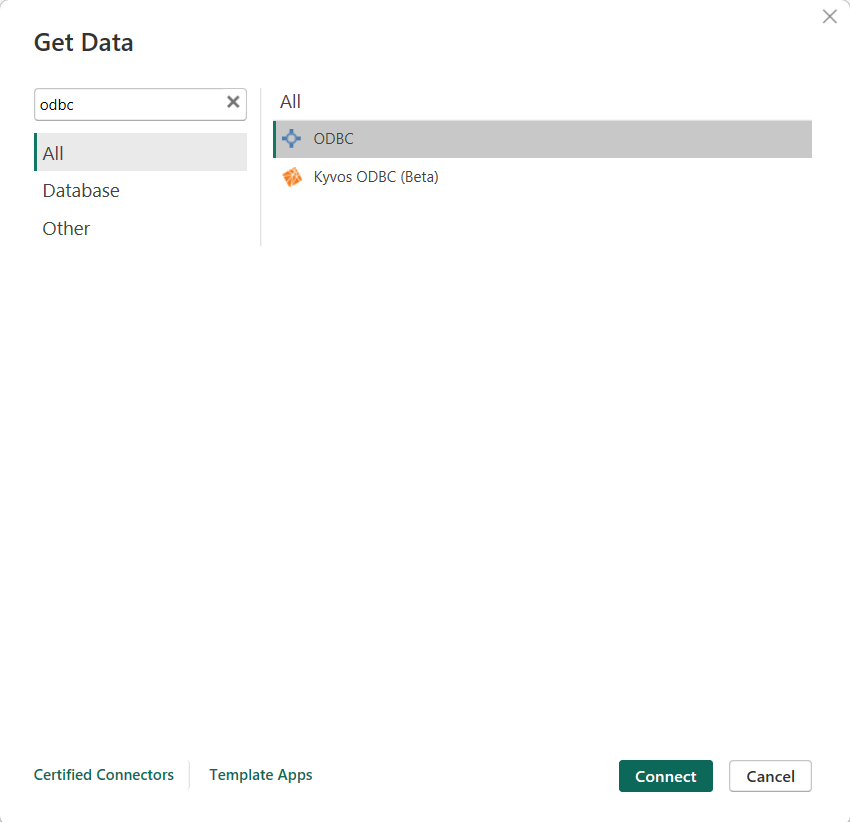 Get Data
odbc
All
Database
Other
All
ODBC
Kyvos ODBC (Beta)
Certified Connectors
Template Apps
Connect
Cancel